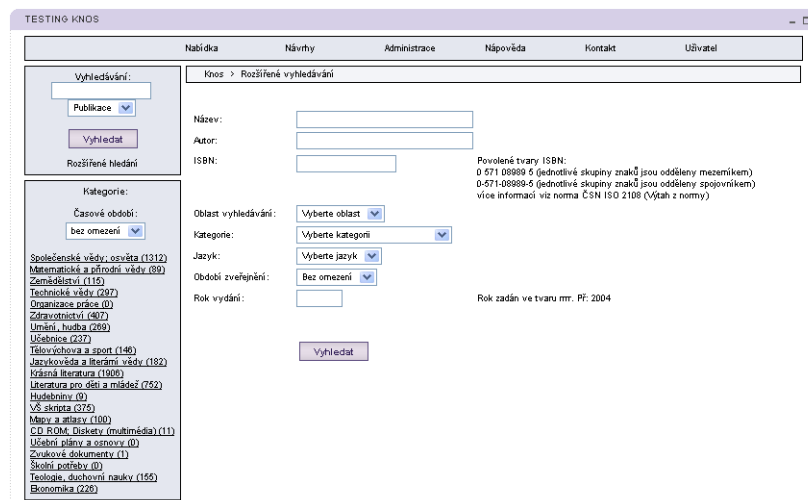 TESTING KNOS
Nabídka Návrhy Administrace Nápověda Kontakt Uživatel
Vyhledávání:
Publikace
Vyhledat
Rozšířené hledání
Kategorie:
Časové období:
bez omezení
Společenské vědy; osvěta (1312)
Matematické a přírodní vědy (89)
Zemědělství (115)
Technické vědy (297)
Organizace práce (0)
Zdravotnictví (407)
Umění, hudba (269)
Učebnice (237)
Tělovýchova a sport (146)
Jazykověda a literární vědy (182)
Krásná literatura (1906)
Literatura pro děti a mládež (752)
Hudebniny (9)
VŠ skripta (375)
Mapy a atlasy (100)
CD ROM; Diskety (multimédia) (11)
Učební plány a osnovy (0)
Zvukové dokumenty (1)
Školní potřeby (0)
Teologie, duchovní nauky (155)
Ekonomika (226)
Knos > Rozšířené vyhledávání
Název:
Autor:
ISBN: Povolené tvary ISBN:
0 571 08989 5 (jednotlivé skupiny znaků jsou odděleny mezerníkem)
0-571-08989-5 (jednotlivé skupiny znaků jsou odděleny spojovníkem)
více informací viz norma ČSN ISO 2108 (Výtah z normy)
Oblast vyhledávání: Vyberte oblast
Kategorie: Vyberte kategorii
Jazyk: Vyberte jazyk
Období zveřejnění: Bez omezení
Rok vydání: Rok zadán ve tvaru rrrr. Př: 2004
Vyhledat